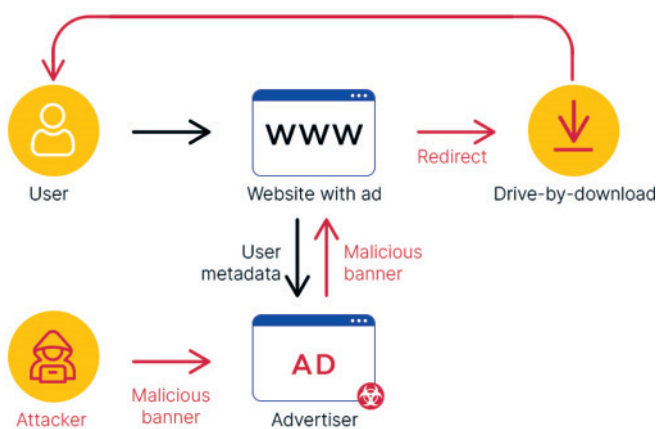 WWW
Redirect
User
Website with ad
Drive-by-download
User
metadata
Malicious
banner
AD
Malicious
banner
Attacker
Advertiser